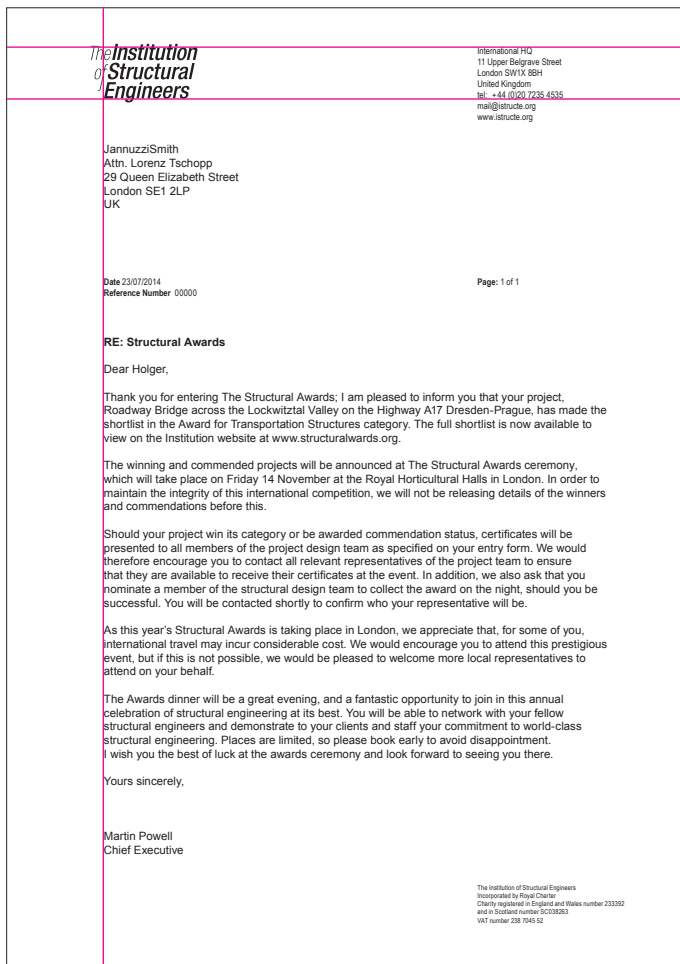 The Institution
of Structural
Engineers
International HQ
11 Upper Belgrave Street
London SW1X 8BH
United Kingdom
tel: +44 (0)20 7235 4535
mail@istructe.org
www.istructe.org
JannuzziSmith
Attn. Lorenz Tschopp
29 Queen Elizabeth Street
London SE1 2LP
UK
Date 23/07/2014
Reference Number 00000
Page: 1 of 1
RE: Structural Awards
Dear Holger,
Thank you for entering The Structural Awards; I am pleased to inform you that your project,
Roadway Bridge across the Lockwitztal Valley on the Highway A17 Dresden-Prague, has made the
shortlist in the Award for Transportation Structures category. The full shortlist is now available to
view on the Institution website at www.structuralwards.org.
The winning and commended projects will be announced at The Structural Awards ceremony,
which will take place on Friday 14 November at the Royal Horticultural Halls in London. In order to
maintain the integrity of this international competition, we will not be releasing details of the winners
and commendations before this.
Should your project win its category or be awarded commendation status, certificates will be
presented to all members of the project design team as specified on your entry form. We would
therefore encourage you to contact all relevant representatives of the project team to ensure
that they are available to receive their certificates at the event. In addition, we also ask that you
nominate a member of the structural design team to collect the award on the night, should you be
successful. You will be contacted shortly to confirm who your representative will be.
As this year's Structural Awards is taking place in London, we appreciate that, for some of you,
international travel may incur considerable cost. We would encourage you to attend this prestigious
event, but if this is not possible, we would be pleased to welcome more local representatives to
attend on your behalf.
The Awards dinner will be a great evening, and a fantastic opportunity to join in this annual
celebration of structural engineering at its best. You will be able to network with your fellow
structural engineers and demonstrate to your clients and staff your commitment to world-class
structural engineering. Places are limited, so please book early to avoid disappointment.
I wish you the best of luck at the awards ceremony and look forward to seeing you there.
Yours sincerely,
Martin Powell
Chief Executive
The Institution of Structural Engineers
Incorporated by Royal Charter
Charity registered in England and Wales number 233392
and in Scotland number SC038263
VAT number 238 7045 52